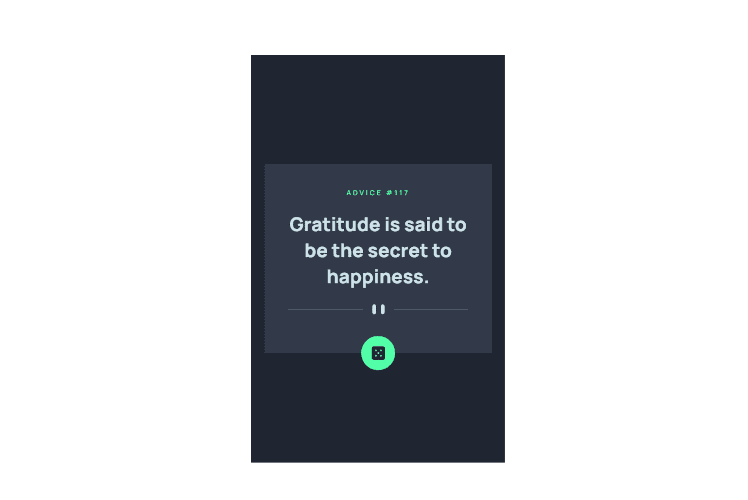 ADVICE #117
Gratitude is said to
be the secret to
happiness.